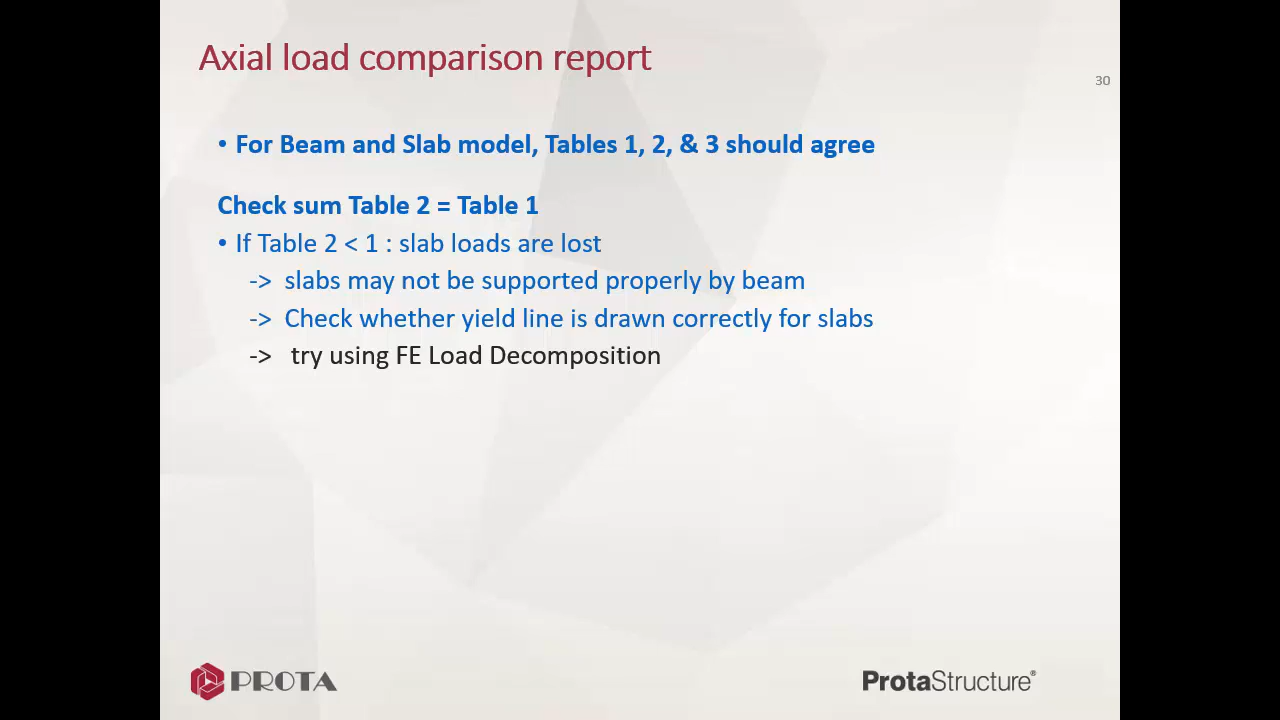 Axial load comparison report
30
• For Beam and Slab model, Tables 1, 2, & 3 should agree
Check sum Table 2 = Table 1
• If Table 2 < 1 : slab loads are lost
-> slabs may not be supported properly by beam
-> Check whether yield line is drawn correctly for slabs
-> try using FE Load Decomposition
PROTA
ProtaStructure®